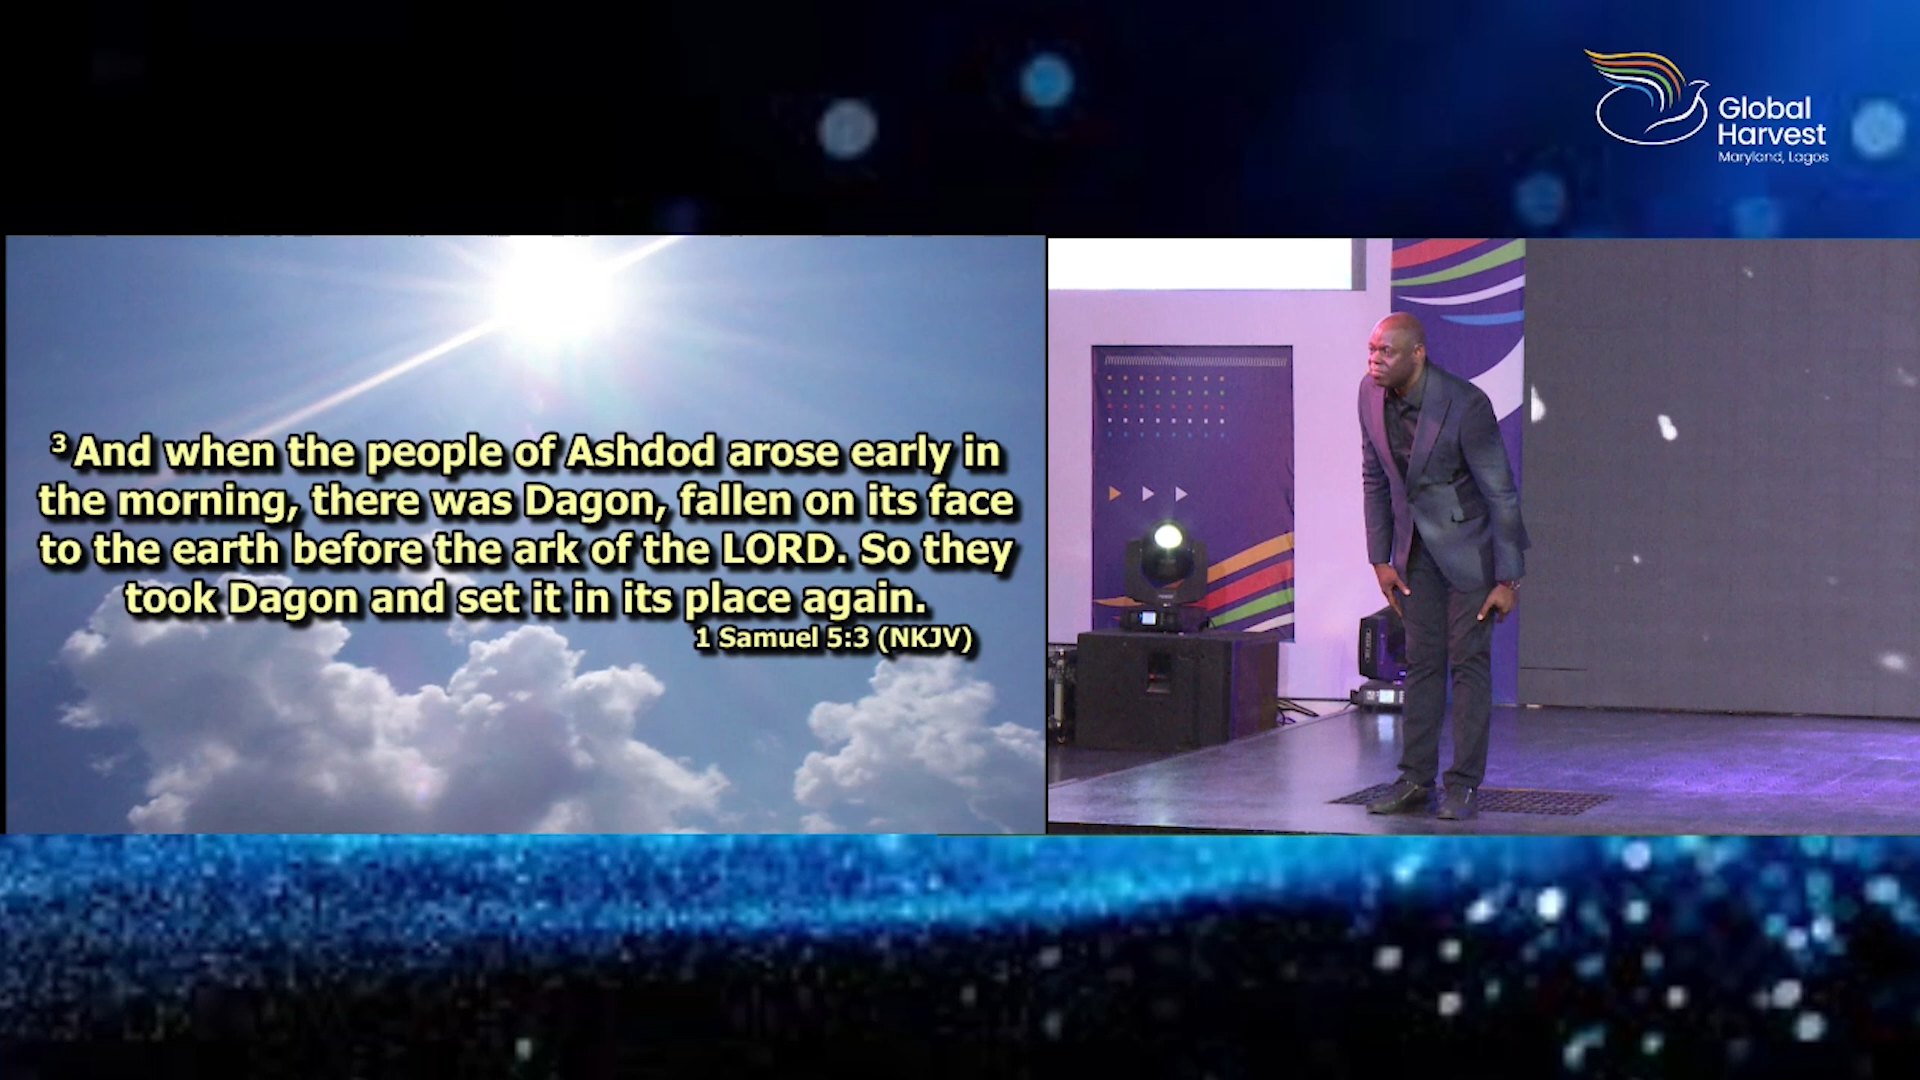 Global
Harvest
Maryland, Lagos
3 And when the people of Ashdod arose early in
the morning, there was Dagon, fallen on its face
to the earth before the ark of the LORD. So they
took Dagon and set it in its place again.
1 Samuel 5:3 (NKJV)